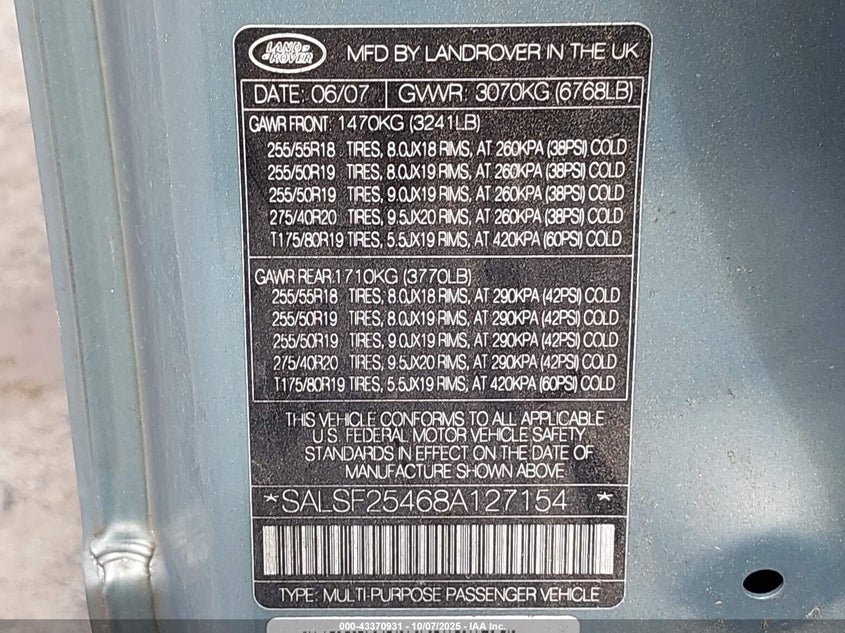 LAND ROVER MFD BY LANDROVER IN THE UK
DATE: 06/07 GVWR: 3070KG (6768LB)
GAWR FRONT: 1470KG (3241LB)
255/55R18 TIRES, 8.0JX18 RIMS, AT 260KPA (38PSI) COLD
255/50R19 TIRES, 8.0JX19 RIMS, AT 260KPA (38PSI) COLD
255/50R19 TIRES, 9.0JX19 RIMS, AT 260KPA (38PSI) COLD
275/40R20 TIRES, 9.5JX20 RIMS, AT 260KPA (38PSI) COLD
T175/80R19 TIRES, 5.5JX19 RIMS, AT 420KPA (60PSI) COLD
GAWR REAR: 1710KG (3770LB)
255/55R18 TIRES, 8.0JX18 RIMS, AT 290KPA (42PSI) COLD
255/50R19 TIRES, 8.0JX19 RIMS, AT 290KPA (42PSI) COLD
255/50R19 TIRES, 9.0JX19 RIMS, AT 290KPA (42PSI) COLD
275/40R20 TIRES, 9.5JX20 RIMS, AT 290KPA (42PSI) COLD
T175/80R19 TIRES, 5.5JX19 RIMS, AT 420KPA (60PSI) COLD
THIS VEHICLE CONFORMS TO ALL APPLICABLE
U.S. FEDERAL MOTOR VEHICLE SAFETY
STANDARDS IN EFFECT ON THE DATE OF
MANUFACTURE SHOWN ABOVE
*SALSF25468A127154 *
TYPE: MULTI-PURPOSE PASSENGER VEHICLE
000-43370931 - 10/07/2025 - IAA Inc.